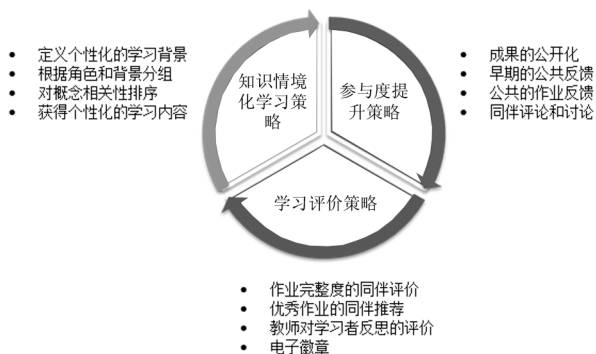 定义个性化的学习背景
根据角色和背景分组
对概念相关性排序
获得个性化的学习内容
知识情境
化学习策
略
参与度提
升策略
成果的公开化
早期的公共反馈
公共的作业反馈
同伴评论和讨论
学习评价策略
作业完整度的同伴评价
优秀作业的同伴推荐
教师对学习者反思的评价
电子徽章